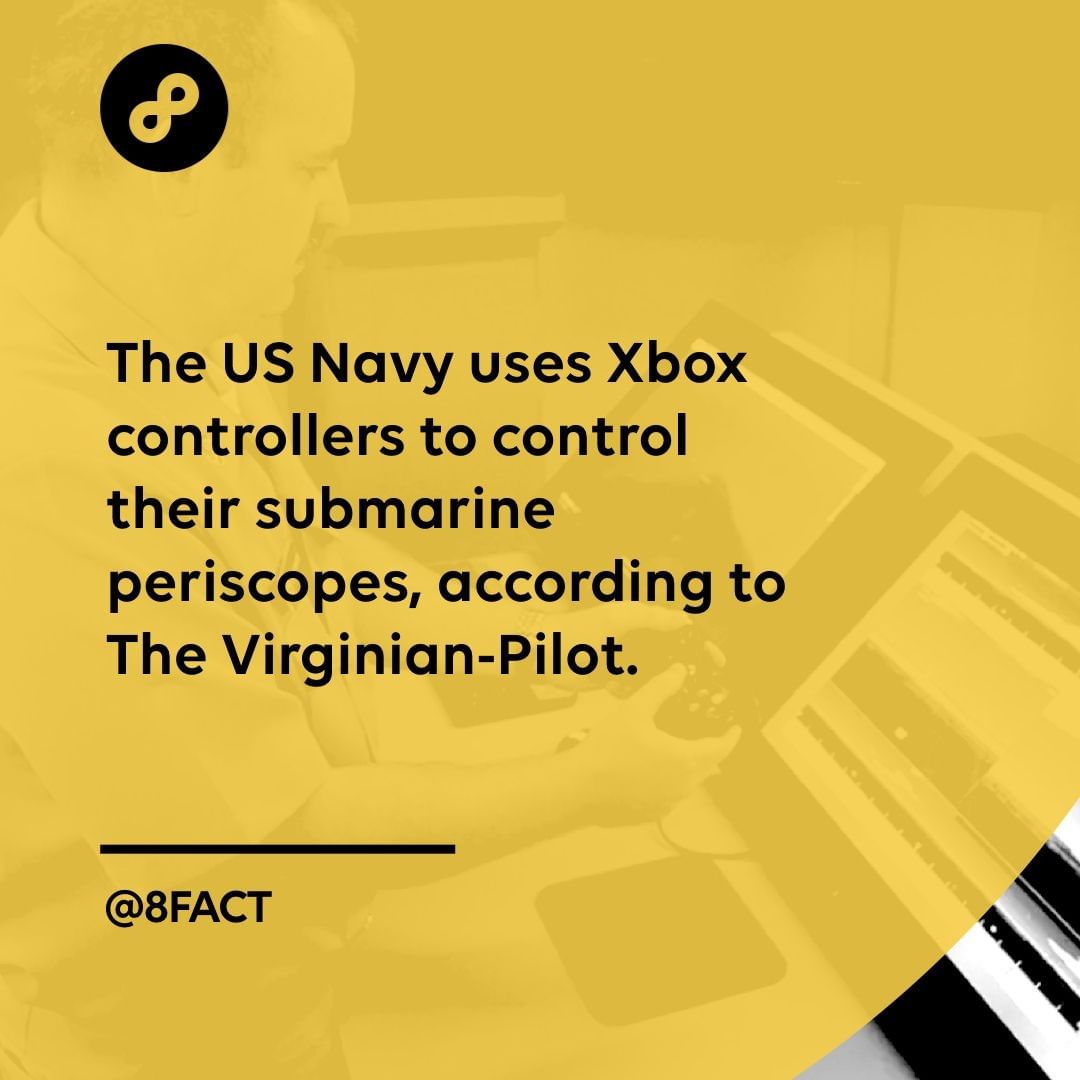 The US Navy uses Xbox
controllers to control
their submarine
periscopes, according to
The Virginian-Pilot.
@8FACT